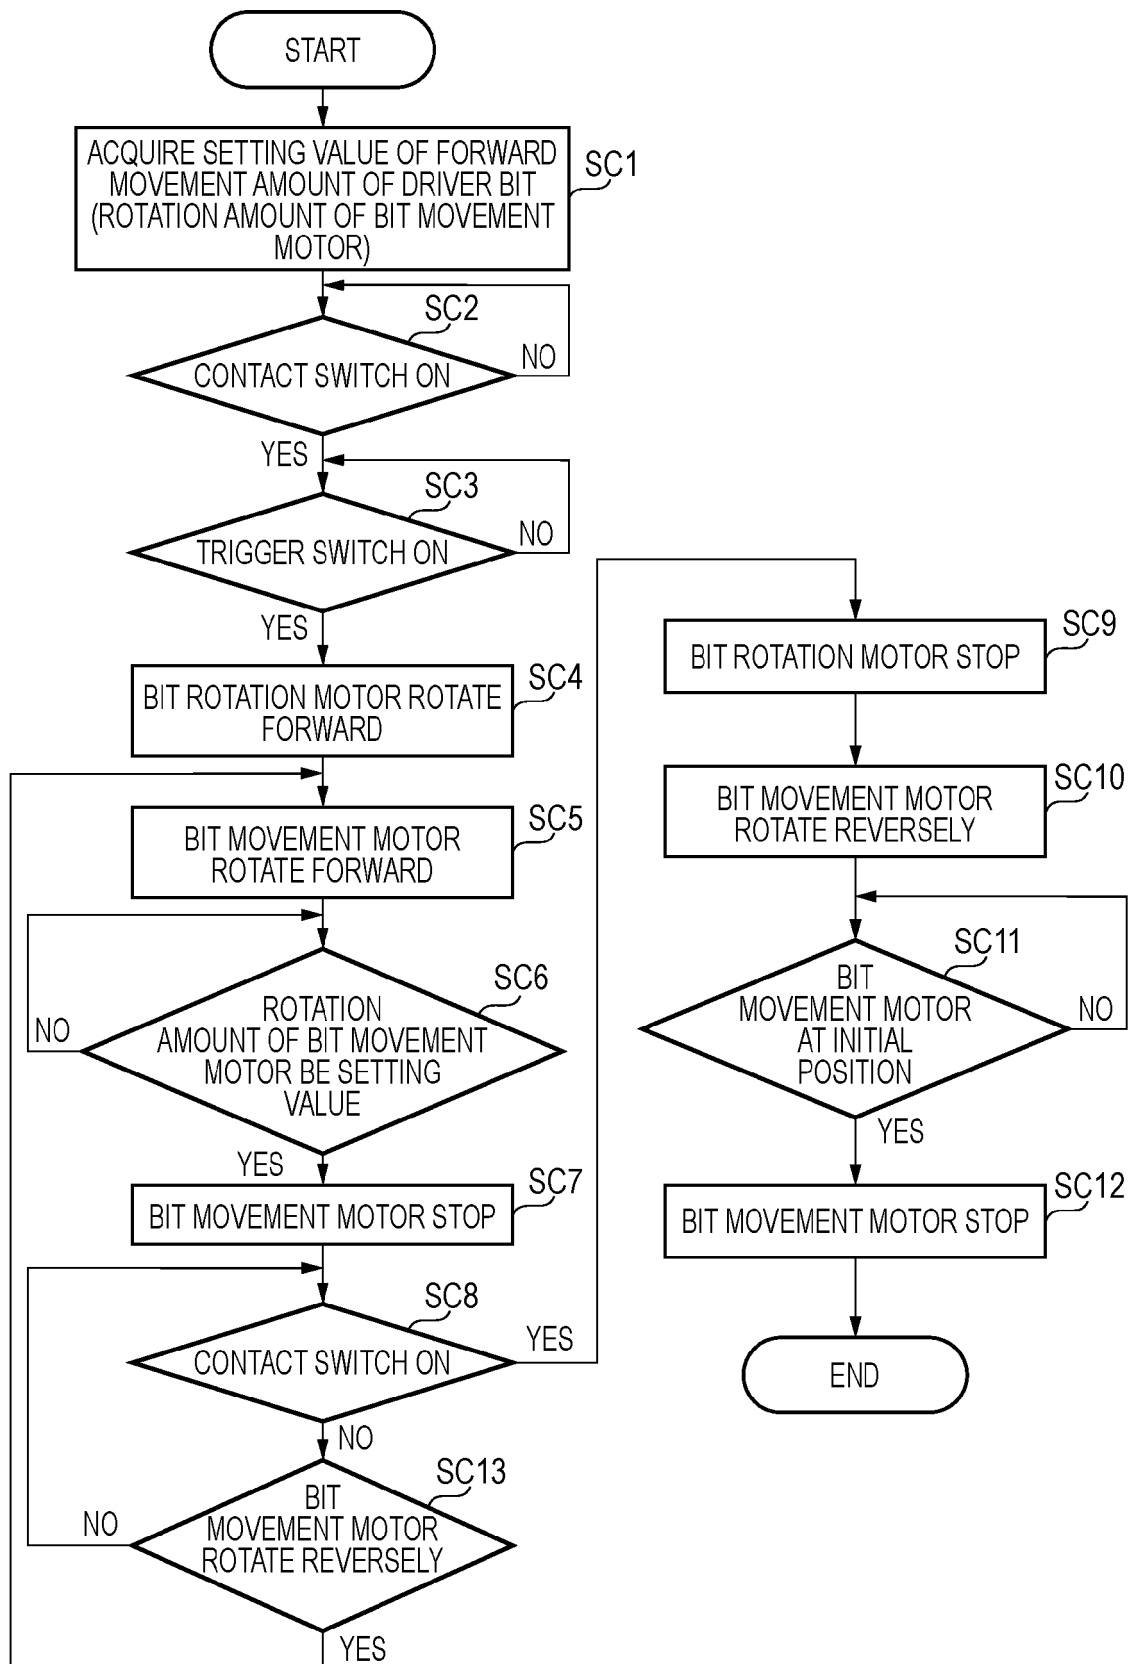 START
ACQUIRE SETTING VALUE OF FORWARD
MOVEMENT AMOUNT OF DRIVER BIT
(ROTATION AMOUNT OF BIT MOVEMENT
MOTOR)
SC1
SC2
CONTACT SWITCH ON
NO
YES
SC3
TRIGGER SWITCH ON
NO
YES
SC4
BIT ROTATION MOTOR ROTATE
FORWARD
SC5
BIT MOVEMENT MOTOR
ROTATE FORWARD
SC6
ROTATION
AMOUNT OF BIT MOVEMENT
MOTOR BE SETTING
VALUE
NO
YES
SC7
BIT MOVEMENT MOTOR STOP
SC8
CONTACT SWITCH ON
YES
NO
SC13
BIT
MOVEMENT MOTOR
ROTATE REVERSELY
NO
YES
SC9
BIT ROTATION MOTOR STOP
SC10
BIT MOVEMENT MOTOR
ROTATE REVERSELY
SC11
BIT
MOVEMENT MOTOR
AT INITIAL
POSITION
NO
YES
SC12
BIT MOVEMENT MOTOR STOP
END